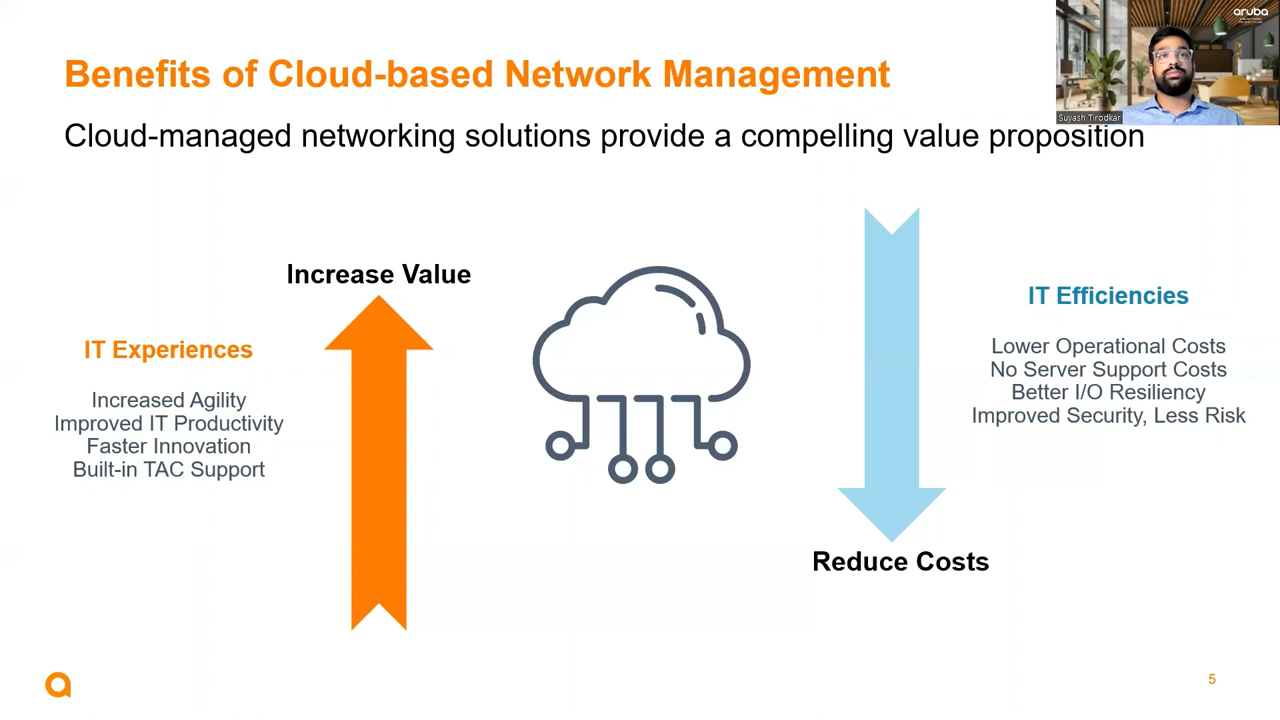 Benefits of Cloud-based Network Management
Cloud-managed networking solutions provide a compelling value proposition
aruba
Suyash Tirodkar
Increase Value
IT Experiences
Increased Agility
Improved IT Productivity
Faster Innovation
Built-in TAC Support
IT Efficiencies
Lower Operational Costs
No Server Support Costs
Better I/O Resiliency
Improved Security, Less Risk
Reduce Costs
5